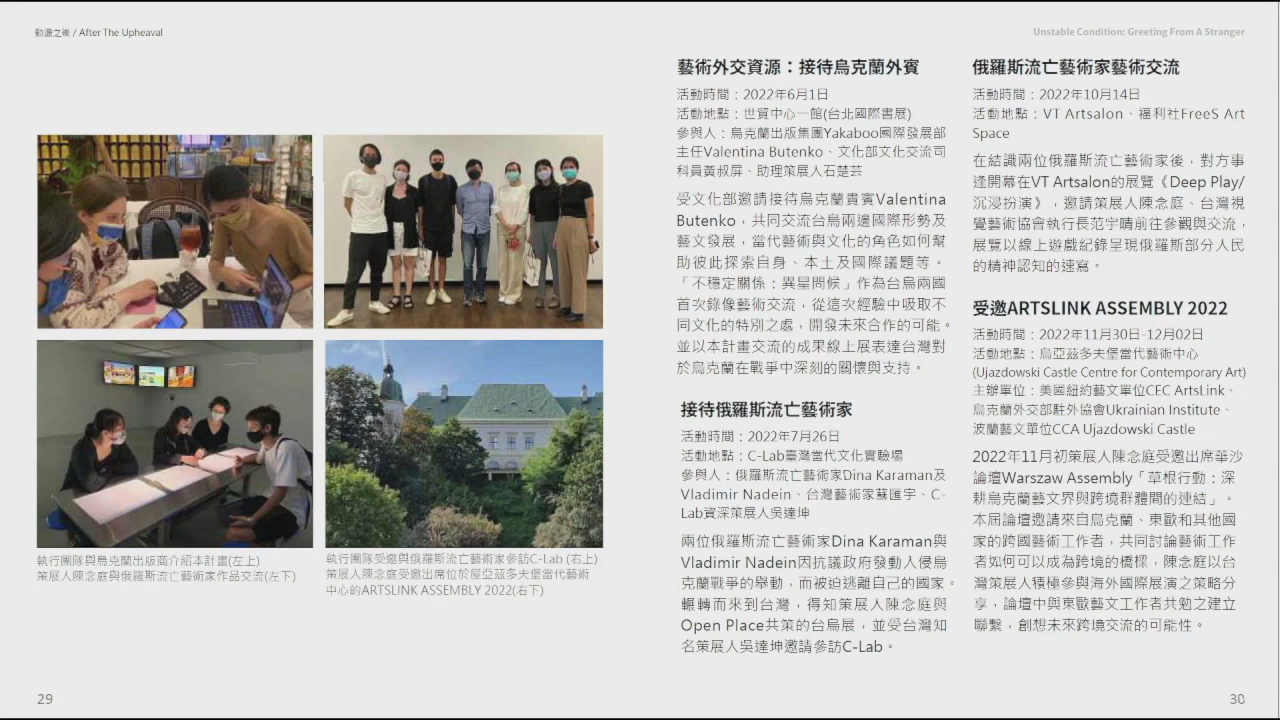 動盪之後 / After The Upheaval
Unstable Condition: Greeting From A Stranger
執行團隊與烏克蘭出版商介紹本計畫(左上)
策展人陳念庭與俄羅斯流亡藝術家作品交流(左下)
執行團隊受邀與俄羅斯流亡藝術家參訪C-Lab (右上)
策展人陳念庭受邀出席位於屋亞茲多夫堡當代藝術
中心的ARTSLINK ASSEMBLY 2022(右下)
藝術外交資源：接待烏克蘭外賓
活動時間：2022年6月1日
活動地點：世貿中心一館(台北國際書展)
參與人：烏克蘭出版集團Yakaboo國際發展部
主任Valentina Butenko、文化部文化交流司
科員黃叔屏、助理策展人石楚芸
受文化部邀請接待烏克蘭貴賓Valentina
Butenko，共同交流台烏兩邊國際形勢及
藝文發展，當代藝術與文化的角色如何幫
助彼此探索自身、本土及國際議題等。
「不穩定關係：異星問候」作為台烏兩國
首次錄像藝術交流，從這次經驗中吸取不
同文化的特別之處，開發未來合作的可能。
並以本計畫交流的成果線上展表達台灣對
於烏克蘭在戰爭中深刻的關懷與支持。
接待俄羅斯流亡藝術家
活動時間：2022年7月26日
活動地點：C-Lab臺灣當代文化實驗場
參與人：俄羅斯流亡藝術家Dina Karaman及
Vladimir Nadein、台灣藝術家蘇匯宇、C-
Lab資深策展人吳達坤
兩位俄羅斯流亡藝術家Dina Karaman與
Vladimir Nadein因抗議政府發動入侵烏
克蘭戰爭的舉動，而被迫逃離自己的國家。
輾轉而來到台灣，得知策展人陳念庭與
Open Place共策的台烏展，並受台灣知
名策展人吳達坤邀請參訪C-Lab。
俄羅斯流亡藝術家藝術交流
活動時間：2022年10月14日
活動地點：VT Artsalon、福利社FreeS Art
Space
在結識兩位俄羅斯流亡藝術家後，對方事
逢開幕在VT Artsalon的展覽《Deep Play/
沉浸扮演》，邀請策展人陳念庭、台灣視
覺藝術協會執行長范宇晴前往參觀與交流，
展覽以線上遊戲紀錄呈現俄羅斯部分人民
的精神認知的速寫。
受邀ARTSLINK ASSEMBLY 2022
活動時間：2022年11月30日-12月02日
活動地點：烏亞茲多夫堡當代藝術中心
(Ujazdowski Castle Centre for Contemporary Art)
主辦單位：美國紐約藝文單位CEC ArtsLink、
烏克蘭外交部駐外協會Ukrainian Institute、
波蘭藝文單位CCA Ujazdowski Castle
2022年11月初策展人陳念庭受邀出席華沙
論壇Warszaw Assembly「草根行動：深
耕烏克蘭藝文界與跨境群體間的連結」。
本屆論壇邀請來自烏克蘭、東歐和其他國
家的跨國藝術工作者，共同討論藝術工作
者如何可以成為跨境的橋樑，陳念庭以台
灣策展人積極參與海外國際展演之策略分
享，論壇中與東歐藝文工作者共勉之建立
聯繫，創想未來跨境交流的可能性。
29
30